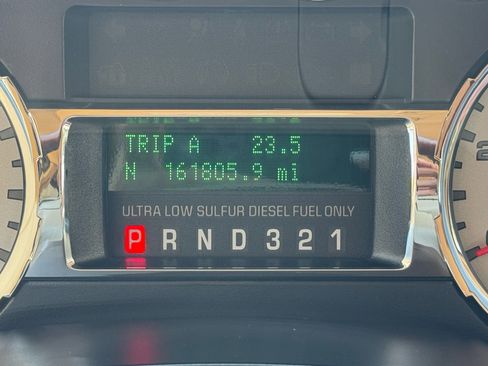 TRIP A 23.5
N 161805.9 mi
ULTRA LOW SULFUR DIESEL FUEL ONLY
P R N D 3 2 1